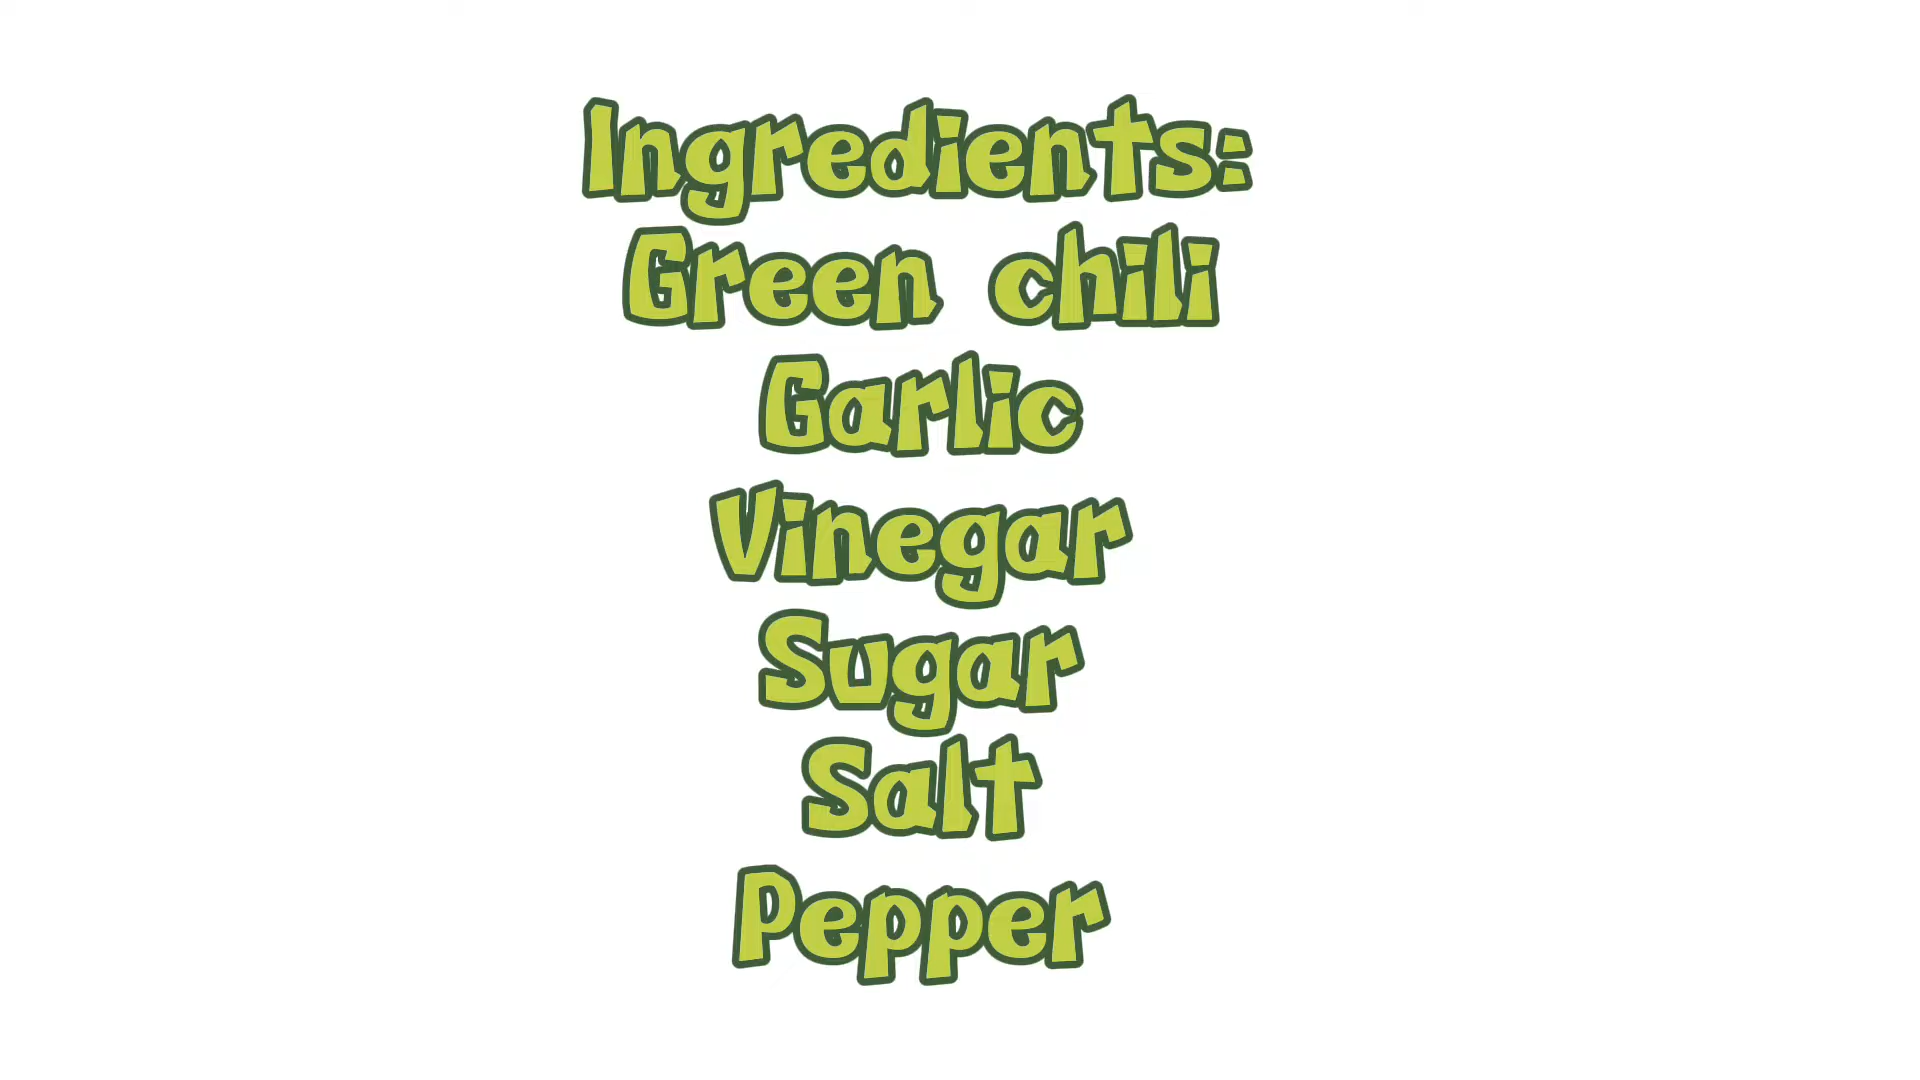 Ingredients:
Green chili
Garlic
Vinegar
Sugar
Salt
Pepper